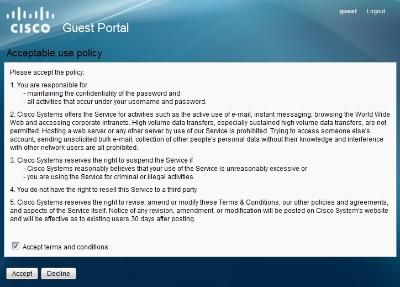 guest Logout
CISCO Guest Portal
Acceptable use policy
Please accept the policy:
1. You are responsible for
- maintaining the confidentiality of the password and
- all activities that occur under your username and password.
2. Cisco Systems offers the Service for activities such as the active use of e-mail, instant messaging, browsing the World Wide
Web and accessing corporate intranets. High volume data transfers, especially sustained high volume data transfers, are not
permitted. Hosting a web server or any other server by use of our Service is prohibited. Trying to access someone else's
account, sending unsolicited bulk e-mail, collection of other people's personal data without their knowledge and interference
with other network users are all prohibited.
3. Cisco Systems reserves the right to suspend the Service if
- Cisco Systems reasonably believes that your use of the Service is unreasonably excessive or
- you are using the Service for criminal or illegal activities.
4. You do not have the right to resell this Service to a third party.
5. Cisco Systems reserves the right to revise, amend or modify these Terms & Conditions, our other policies and agreements,
and aspects of the Service itself. Notice of any revision, amendment, or modification will be posted on Cisco System's website
and will be effective as to existing users 30 days after posting.
Accept terms and conditions
Accept Decline